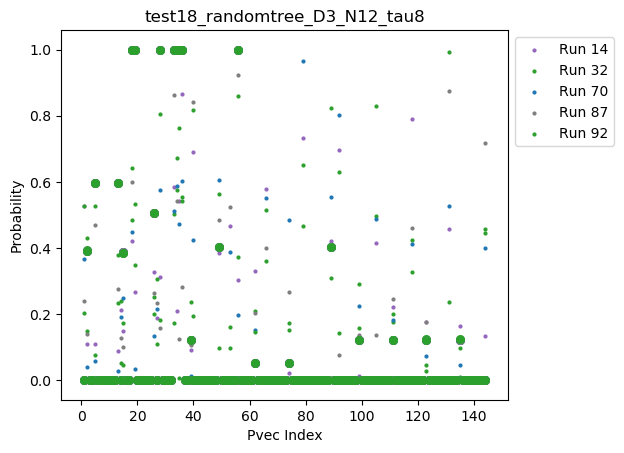 test18_randomtree_D3_N12_tau8
Run 14
Run 32
Run 70
Run 87
Run 92
1.0
0.8
0.6
0.4
0.2
0.0
Probability
0 20 40 60 80 100 120 140
Pvec Index